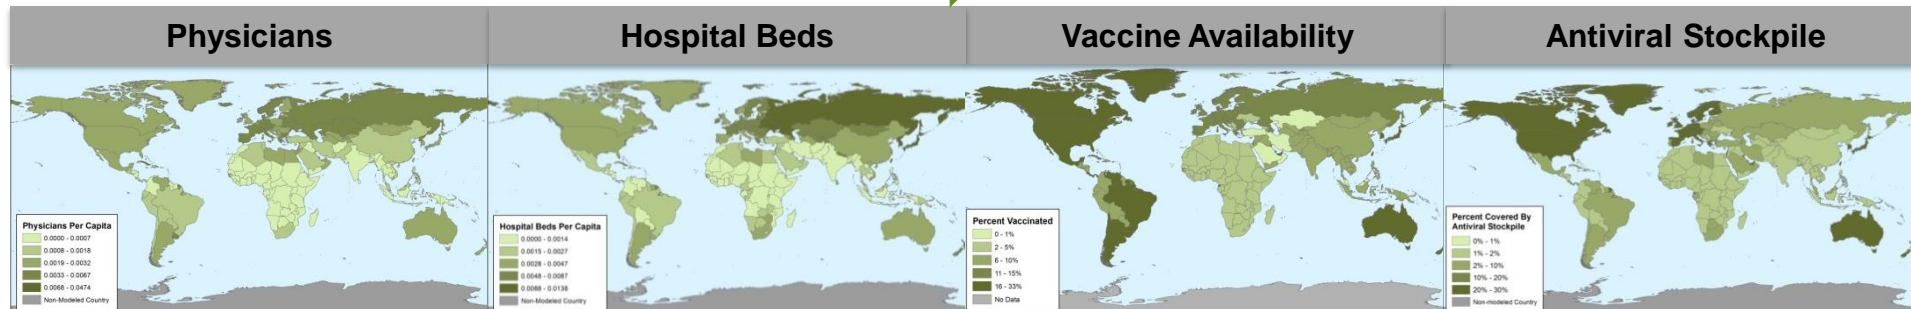 Physicians
Hospital Beds
Vaccine Availability
Antiviral Stockpile
Physicians Per Capita
0.0000 - 0.0007
0.0008 - 0.0018
0.0019 - 0.0032
0.0033 - 0.0067
0.0068 - 0.0474
Non-Modeled Country
Hospital Beds Per Capita
0.0000 - 0.0014
0.0015 - 0.0027
0.0028 - 0.0047
0.0048 - 0.0087
0.0088 - 0.0136
Non-Modeled Country
Percent Vaccinated
0 - 1%
2 - 5%
6 - 10%
11 - 15%
16 - 33%
No Data
Percent Covered By
Antiviral Stockpile
0% - 1%
1% - 2%
2% - 10%
10% - 20%
20% - 30%
Non-modeled Country